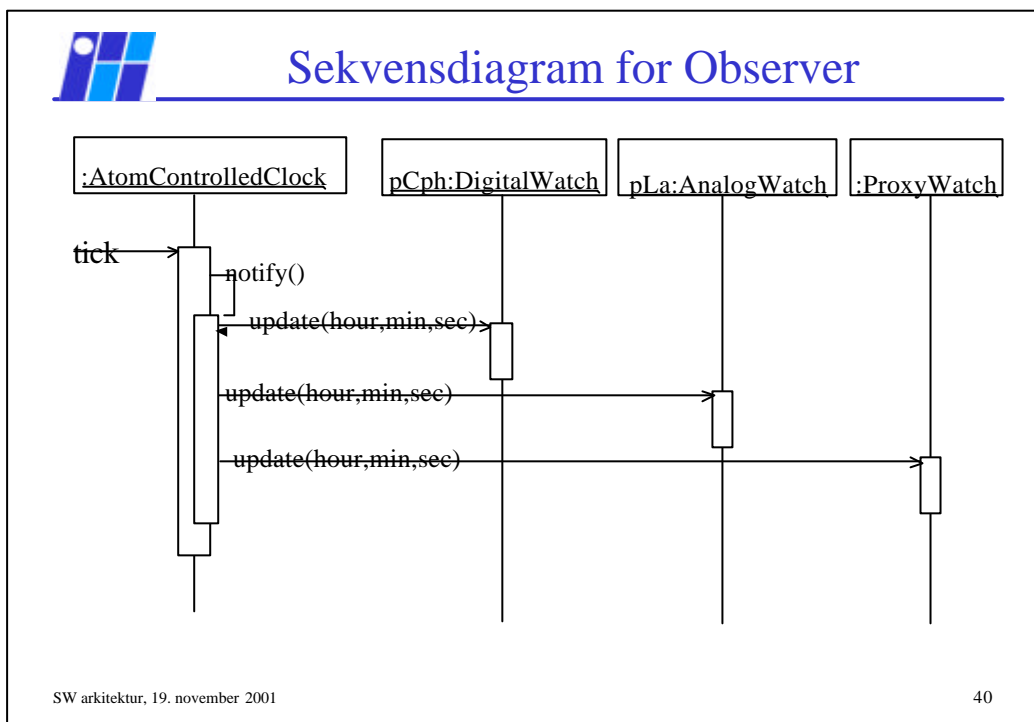 Sekvensdiagram for Observer
:AtomControlledClock
pCph:DigitalWatch
pLa:AnalogWatch
:ProxyWatch
tick
notify()
update(hour,min,sec)
update(hour,min,sec)
update(hour,min,sec)
SW arkitektur, 19. november 2001
40